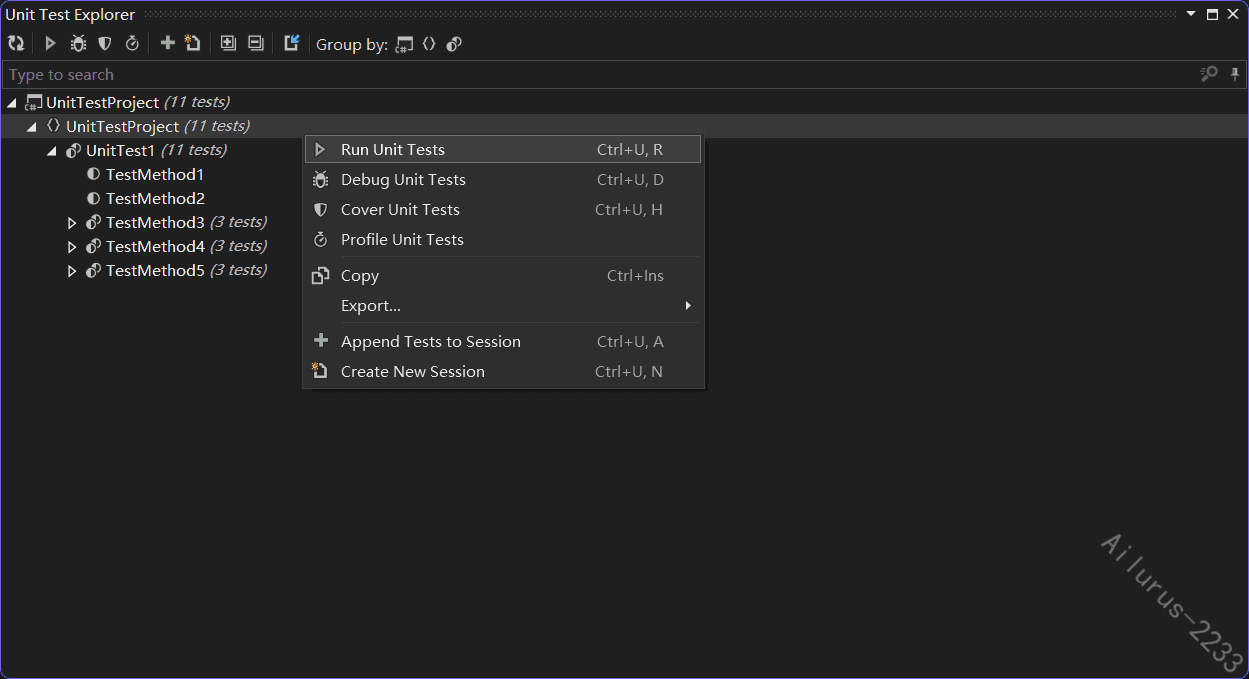 Unit Test Explorer
Group by:
Type to search
UnitTestProject (11 tests)
UnitTestProject (11 tests)
UnitTest1 (11 tests)
TestMethod1
TestMethod2
TestMethod3 (3 tests)
TestMethod4 (3 tests)
TestMethod5 (3 tests)
Run Unit Tests Ctrl+U, R
Debug Unit Tests Ctrl+U, D
Cover Unit Tests Ctrl+U, H
Profile Unit Tests
Copy Ctrl+Ins
Export...
Append Tests to Session Ctrl+U, A
Create New Session Ctrl+U, N
Ailurus-2233